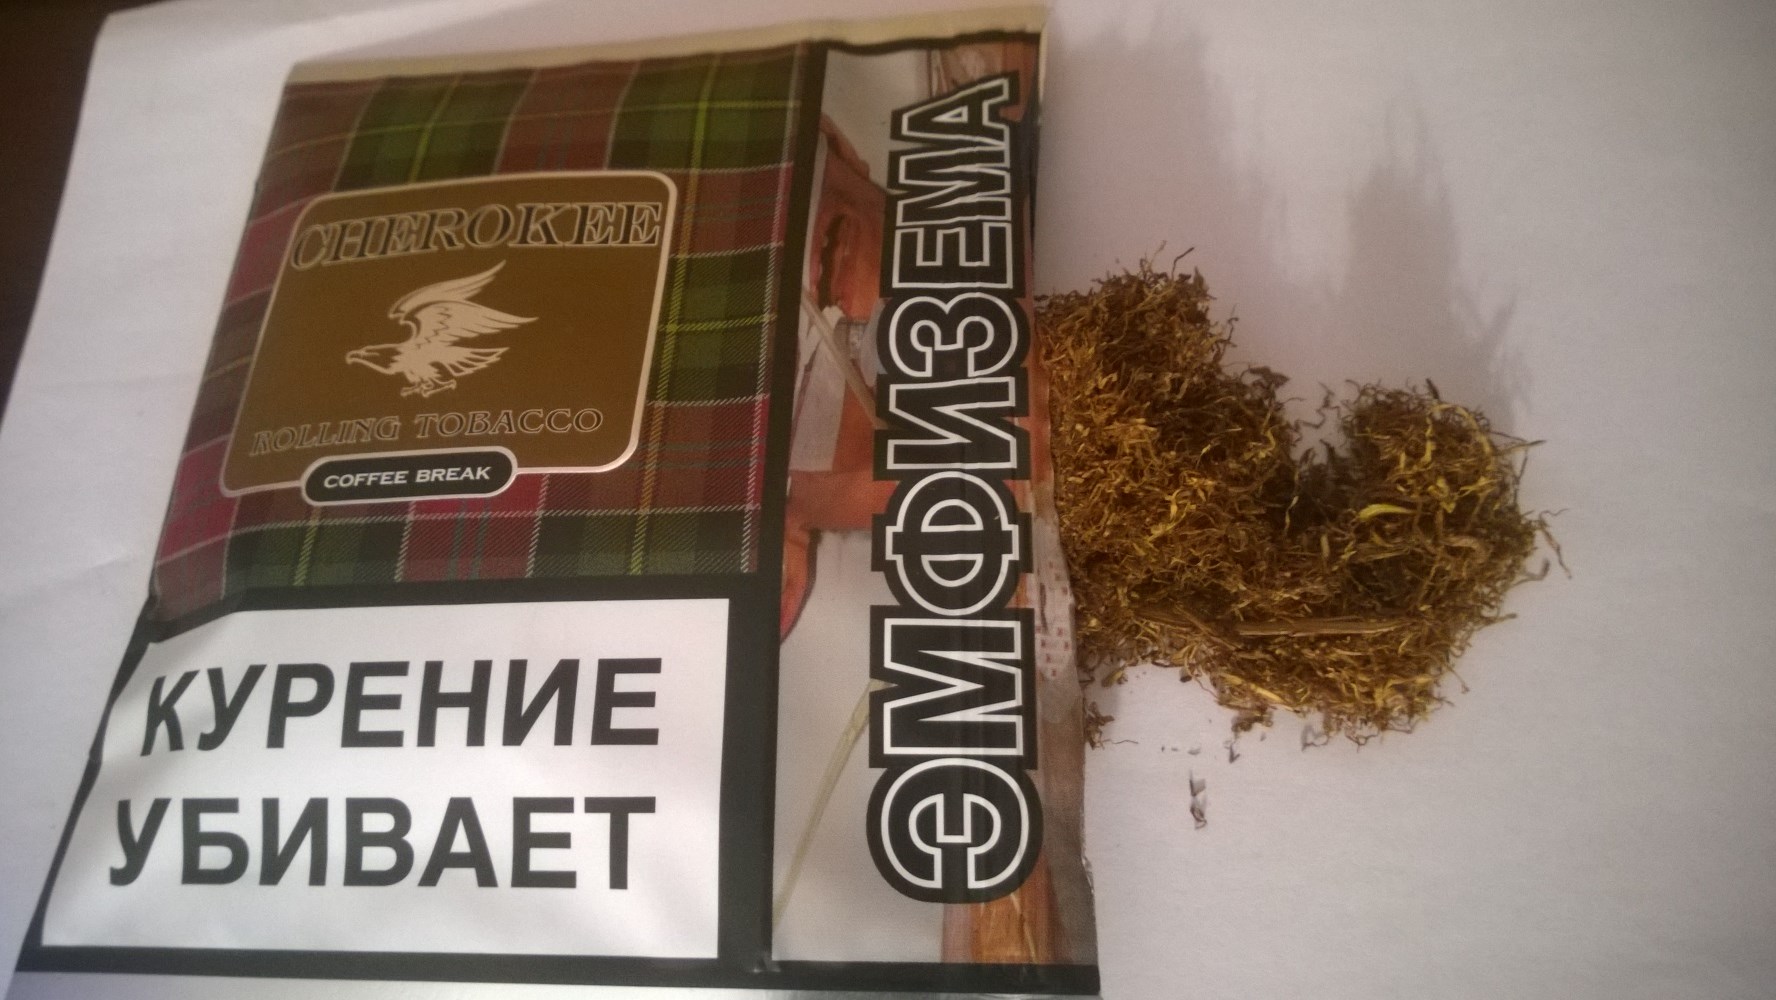 CHEROKEE
ROLLING TOBACCO
COFFEE BREAK
КУРЕНИЕ
УБИВАЕТ
ЭМФИЗЕМА